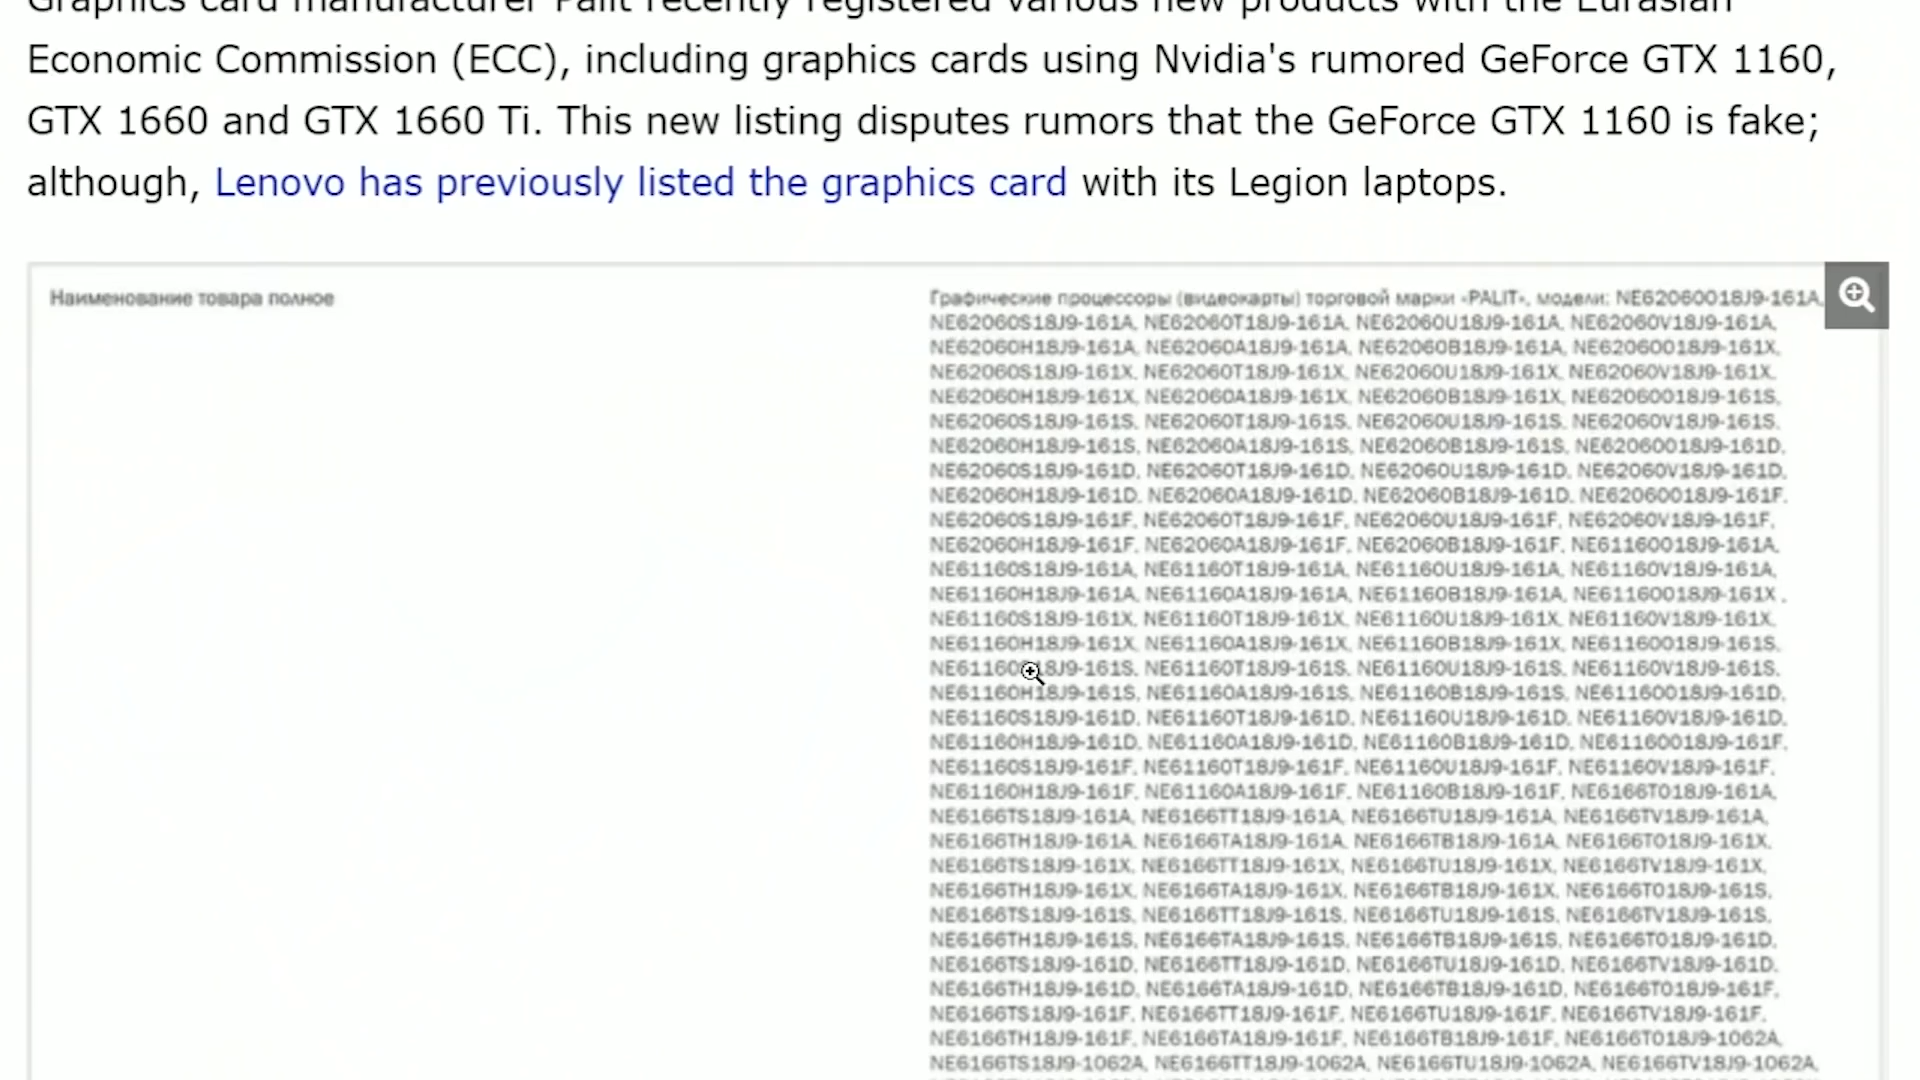 Graphics card manufacturer Palit recently registered various new products with the Eurasian
Economic Commission (ECC), including graphics cards using Nvidia's rumored GeForce GTX 1160,
GTX 1660 and GTX 1660 Ti. This new listing disputes rumors that the GeForce GTX 1160 is fake;
although, Lenovo has previously listed the graphics card with its Legion laptops.
Наименование товара полное
Графические процессоры (видеокарты) торговой марки «PALIT», модели: NE62060018J9-161A,
NE62060S18J9-161A, NE62060T18J9-161A, NE62060U18J9-161A, NE62060V18J9-161A,
NE62060H18J9-161A, NE62060A18J9-161A, NE62060B18J9-161A, NE62060018J9-161X,
NE62060S18J9-161X, NE62060T18J9-161X, NE62060U18J9-161X, NE62060V18J9-161X,
NE62060H18J9-161X, NE62060A18J9-161X, NE62060B18J9-161X, NE62060018J9-161S,
NE62060S18J9-161S, NE62060T18J9-161S, NE62060U18J9-161S, NE62060V18J9-161S,
NE62060H18J9-161S, NE62060A18J9-161S, NE62060B18J9-161S, NE62060018J9-161D,
NE62060S18J9-161D, NE62060T18J9-161D, NE62060U18J9-161D, NE62060V18J9-161D,
NE62060H18J9-161D, NE62060A18J9-161D, NE62060B18J9-161D, NE62060018J9-161F,
NE62060S18J9-161F, NE62060T18J9-161F, NE62060U18J9-161F, NE62060V18J9-161F,
NE62060H18J9-161F, NE62060A18J9-161F, NE62060B18J9-161F, NE61160018J9-161A,
NE61160S18J9-161A, NE61160T18J9-161A, NE61160U18J9-161A, NE61160V18J9-161A,
NE61160H18J9-161A, NE61160A18J9-161A, NE61160B18J9-161A, NE61160018J9-161X ,
NE61160S18J9-161X, NE61160T18J9-161X, NE61160U18J9-161X, NE61160V18J9-161X,
NE61160H18J9-161X, NE61160A18J9-161X, NE61160B18J9-161X, NE61160018J9-161S,
NE61160T18J9-161S, NE61160U18J9-161S, NE61160V18J9-161S,
NE61160H18J9-161S, NE61160A18J9-161S, NE61160B18J9-161S, NE61160018J9-161D,
NE61160S18J9-161D, NE61160T18J9-161D, NE61160U18J9-161D, NE61160V18J9-161D,
NE61160H18J9-161D, NE61160A18J9-161D, NE61160B18J9-161D, NE61160018J9-161F,
NE61160S18J9-161F, NE61160T18J9-161F, NE61160U18J9-161F, NE61160V18J9-161F,
NE61160H18J9-161F, NE61160A18J9-161F, NE61160B18J9-161F, NE6166T018J9-161A,
NE6166TS18J9-161A, NE6166TT18J9-161A, NE6166TU18J9-161A, NE6166TV18J9-161A,
NE6166TH18J9-161A, NE6166TA18J9-161A, NE6166TB18J9-161A, NE6166T018J9-161X,
NE6166TS18J9-161X, NE6166TT18J9-161X, NE6166TU18J9-161X, NE6166TV18J9-161X,
NE6166TH18J9-161X, NE6166TA18J9-161X, NE6166TB18J9-161X, NE6166T018J9-161S,
NE6166TS18J9-161S, NE6166TT18J9-161S, NE6166TU18J9-161S, NE6166TV18J9-161S,
NE6166TH18J9-161S, NE6166TA18J9-161S, NE6166TB18J9-161S, NE6166T018J9-161D,
NE6166TS18J9-161D, NE6166TT18J9-161D, NE6166TU18J9-161D, NE6166TV18J9-161D,
NE6166TH18J9-161D, NE6166TA18J9-161D, NE6166TB18J9-161D, NE6166T018J9-161F,
NE6166TS18J9-161F, NE6166TT18J9-161F, NE6166TU18J9-161F, NE6166TV18J9-161F,
NE6166TH18J9-161F, NE6166TA18J9-161F, NE6166TB18J9-161F, NE6166T018J9-1062A,
NE6166TS18J9-1062A, NE6166TT18J9-1062A, NE6166TU18J9-1062A, NE6166TV18J9-1062A,